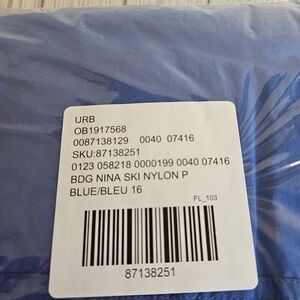 URB
OB1917568
0087138129 0040 07416
SKU:87138251
0123 058218 0000199 0040 07416
BDG NINA SKI NYLON P
BLUE/BLEU 16
FL_103
87138251